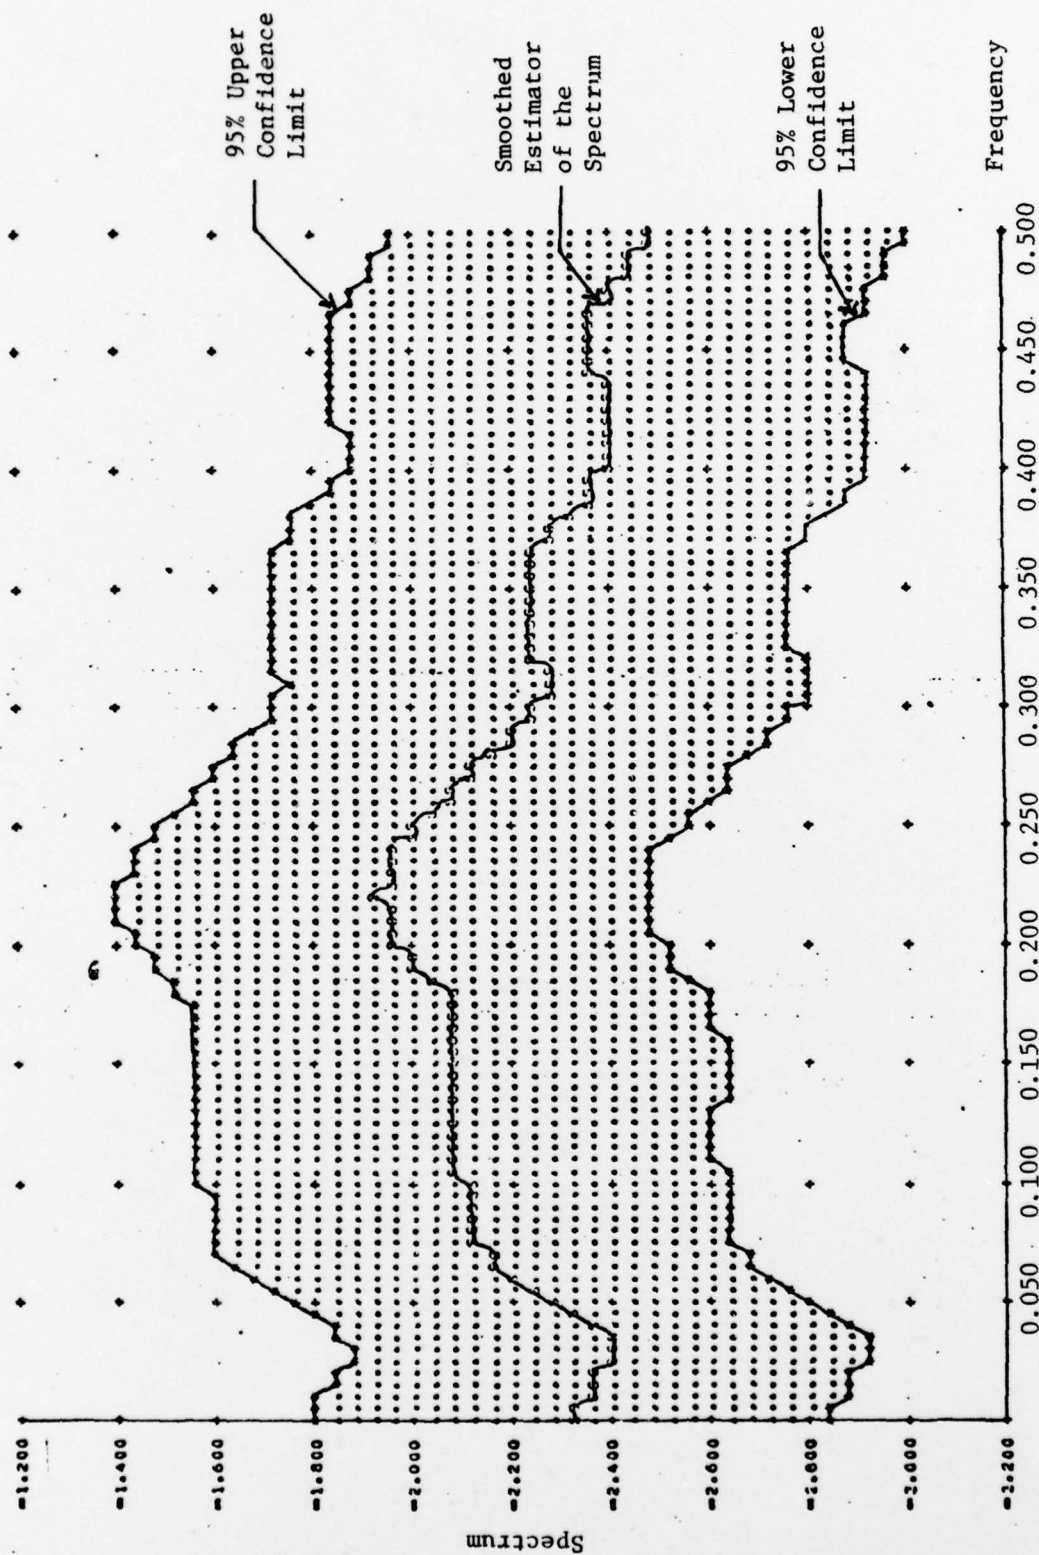 95% Upper
Confidence
Limit
Smoothed
Estimator
of the
Spectrum
95% Lower
Confidence
Limit
Frequency
Spectrum
-1.200
-1.400
-1.600
-1.800
-2.000
-2.200
-2.400
-2.600
-2.800
-3.000
-3.200
0.050
0.100
0.150
0.200
0.250
0.300
0.350
0.400
0.450
0.500